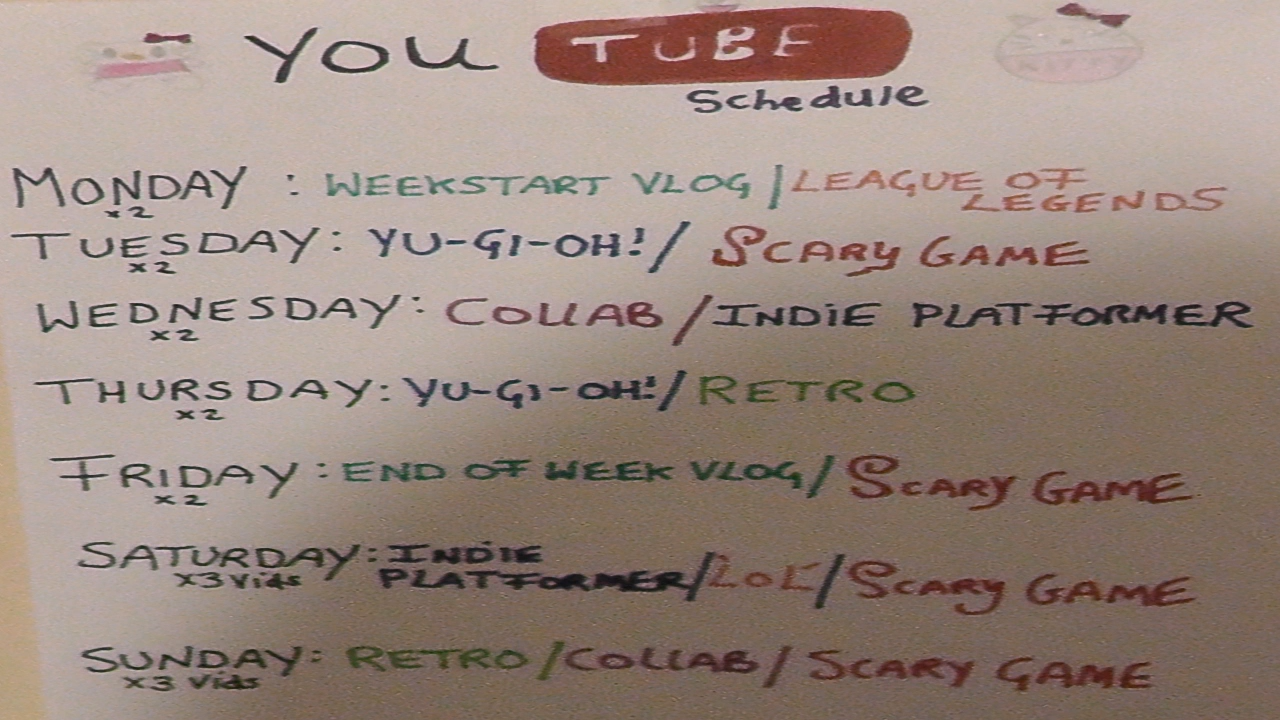 YOU TUBE
Schedule
MONDAY : WEEKSTART VLOG / LEAGUE OF
x2 LEGENDS
TUESDAY: YU-GI-OH! / SCARY GAME
x2
WEDNESDAY: COLLAB / INDIE PLATFORMER
x2
THURSDAY: YU-GI-OH! / RETRO
x2
FRIDAY: END OF WEEK VLOG / SCARY GAME
x2
SATURDAY: INDIE
x3 Vids PLATFORMER / LOL / SCARY GAME
SUNDAY: RETRO / COLLAB / SCARY GAME
x3 Vids